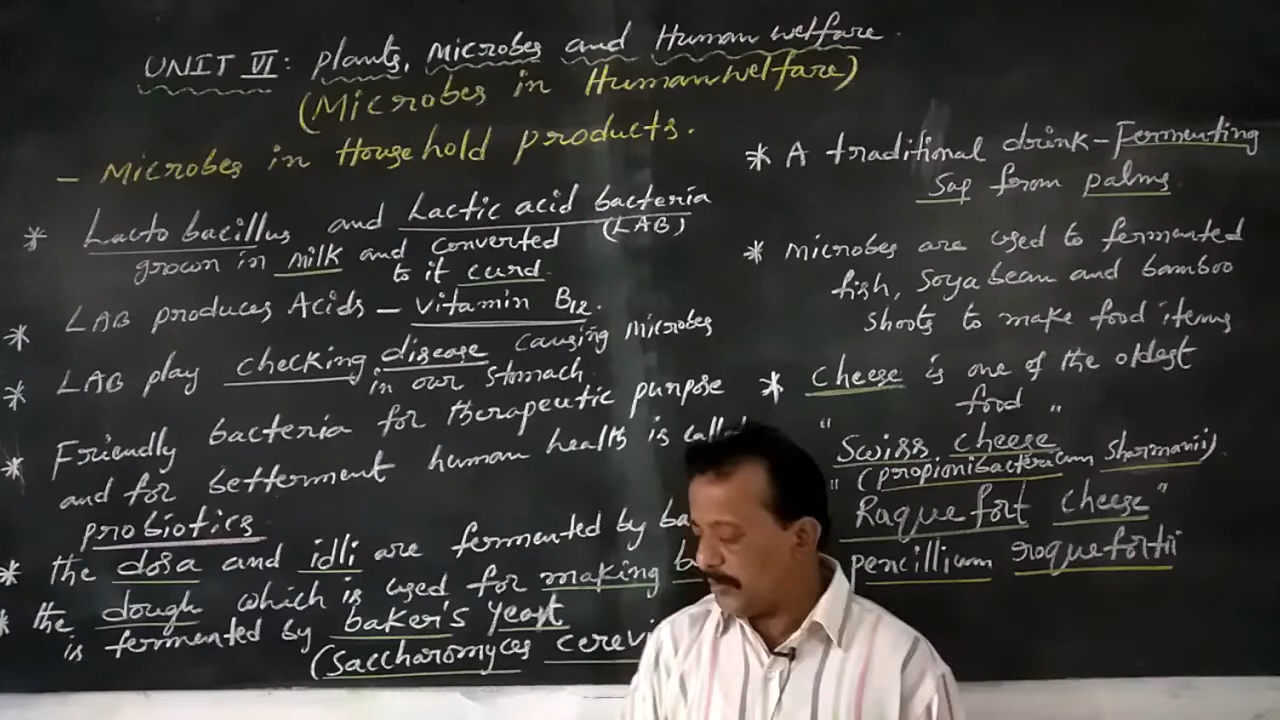 UNIT VI: Plants, Microbes and Human welfare.
(Microbes in Human welfare)
- Microbes in Household products.
* Lacto bacillus and Lactic acid bacteria
grown in milk and converted (LAB)
to it curd.
* LAB produces Acids - vitamin B12.
* LAB play checking disease causing microbes
in our stomach.
* Friendly bacteria for therapeutic purpose
and for betterment human health is
probiotics
* the dosa and idli are fermented by
* the dough which is used for making
is fermented by baker's yeast
(Saccharomyces
* A traditional drink - Fermenting
Sap from palms.
* microbes are used to fermented
fish, Soyabean and bamboo
shoots to make food items
* Cheese is one of the oldest
food "
" Swiss cheese
" (propionibacterium sharmanii)
Raquefort cheese"
pencillium roquefortii